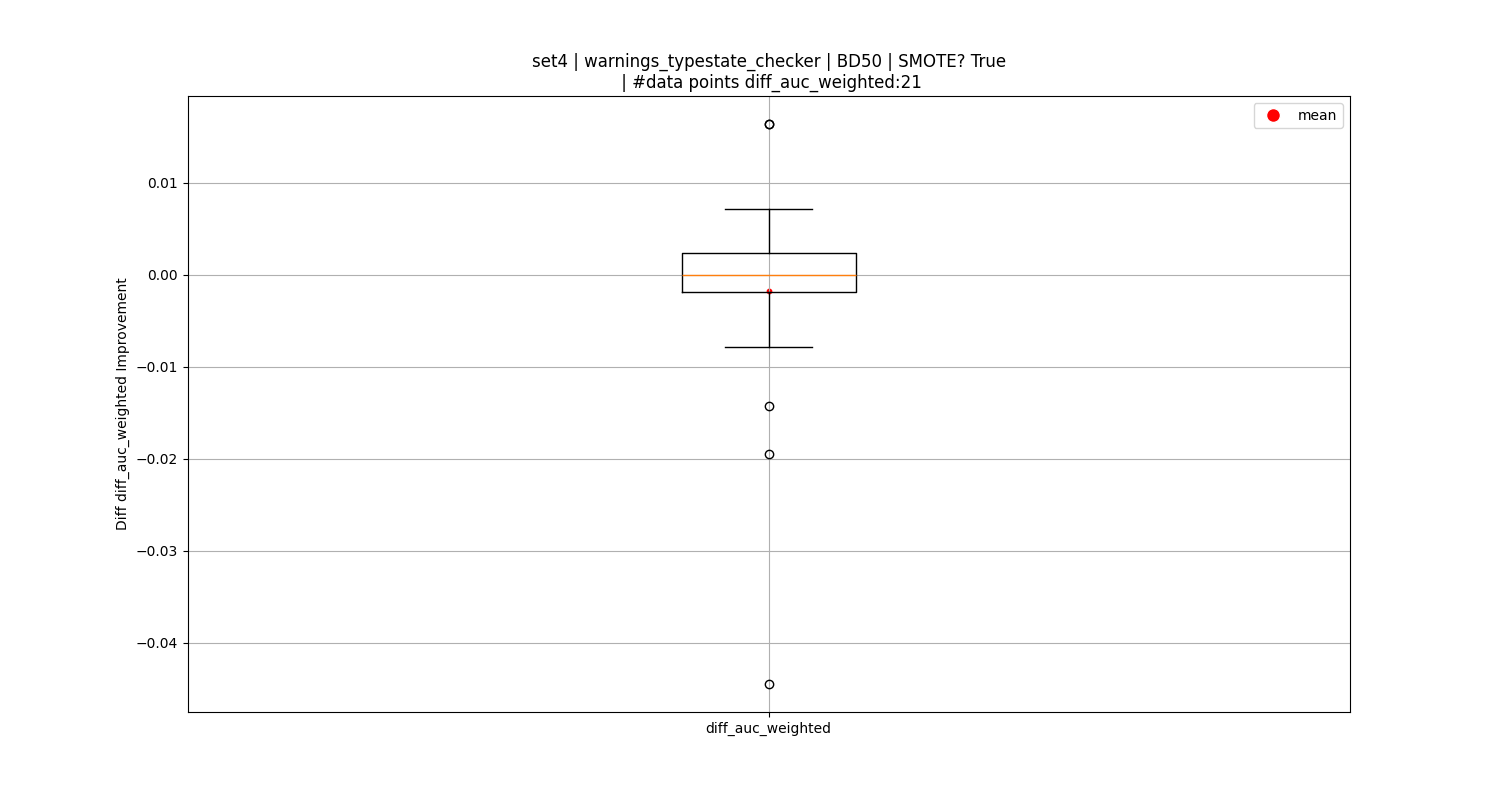 set4 | warnings_typestate_checker | BD50 | SMOTE? True
| #data points diff_auc_weighted:21
mean
0.01
0.00
−0.01
−0.02
−0.03
−0.04
Diff diff_auc_weighted Improvement
diff_auc_weighted